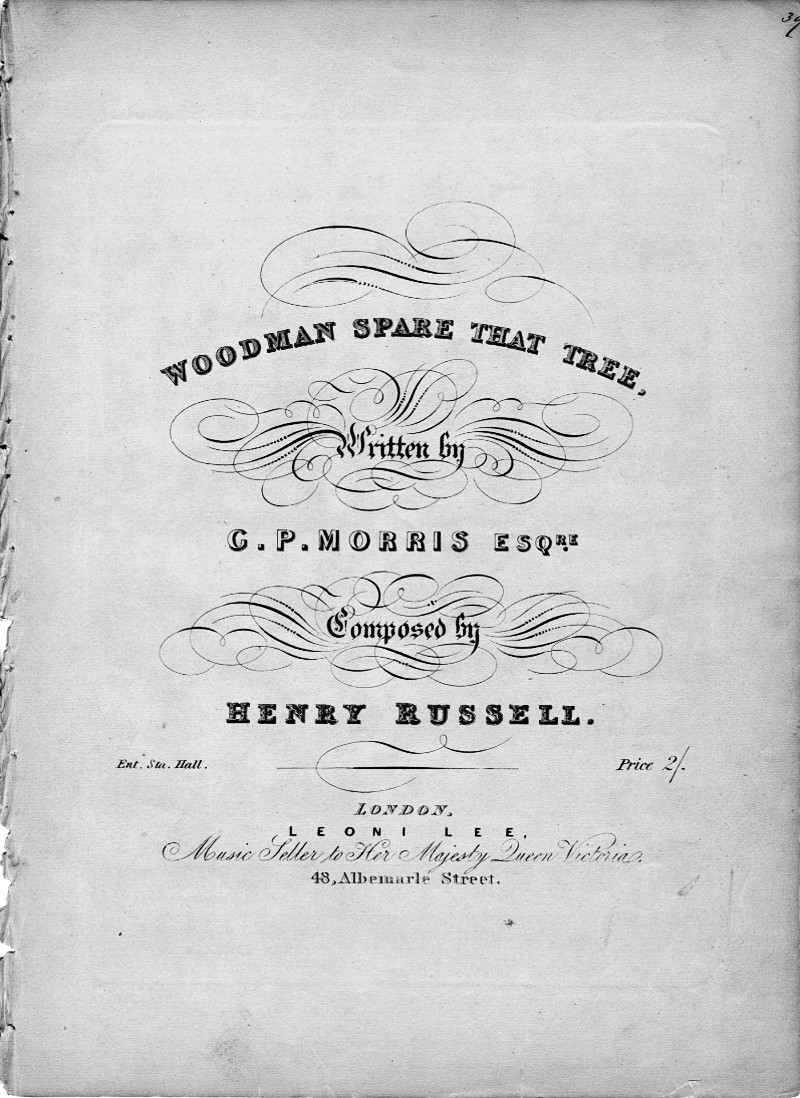 WOODMAN SPARE THAT TREE,
Written by
G. P. MORRIS ESQRE
Composed by
HENRY RUSSELL.
Ent. Sta. Hall.
Price 2/-
LONDON,
LEONI LEE,
Music Seller to Her Majesty Queen Victoria,
48, Albemarle Street.